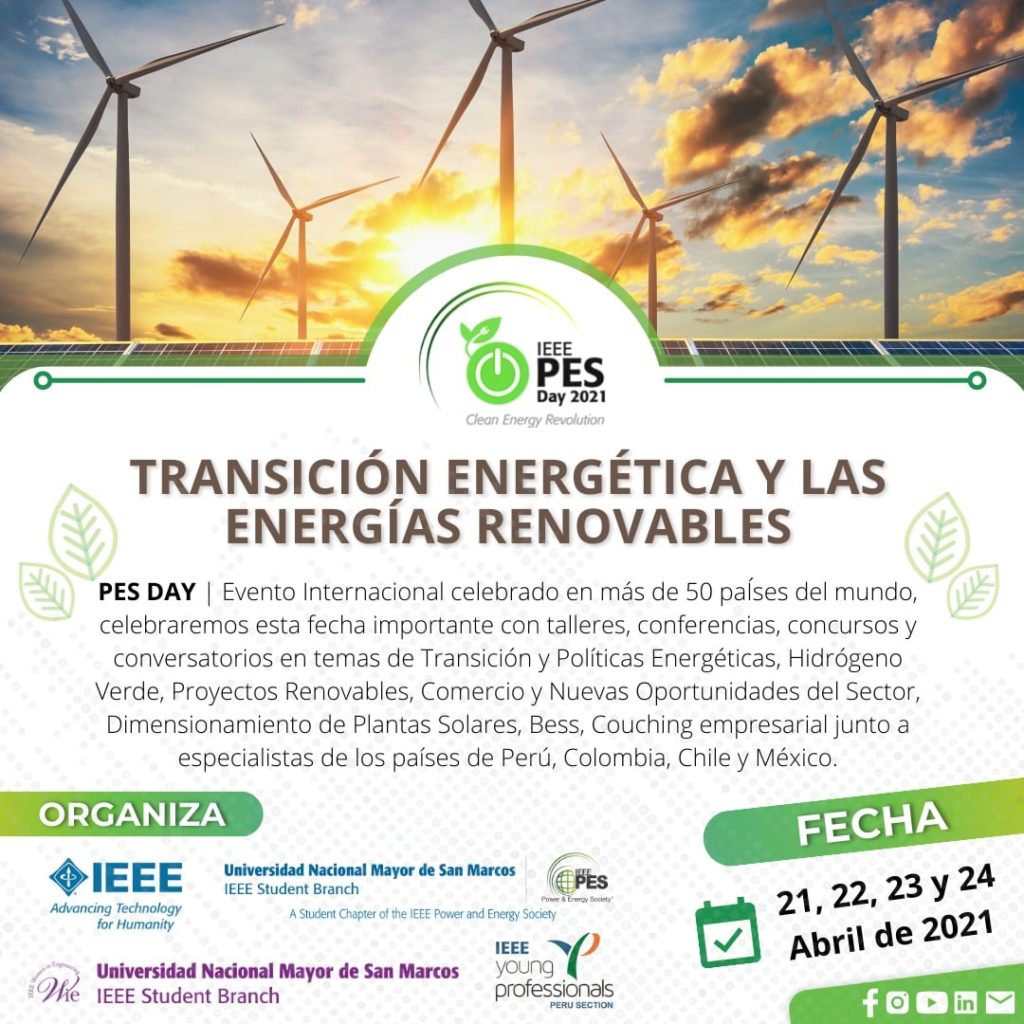 IEEE
PES
Day 2021
Clean Energy Revolution
TRANSICIÓN ENERGÉTICA Y LAS
ENERGÍAS RENOVABLES
PES DAY | Evento Internacional celebrado en más de 50 países del mundo,
celebraremos esta fecha importante con talleres, conferencias, concursos y
conversatorios en temas de Transición y Políticas Energéticas, Hidrógeno
Verde, Proyectos Renovables, Comercio y Nuevas Oportunidades del Sector,
Dimensionamiento de Plantas Solares, Bess, Couching empresarial junto a
especialistas de los países de Perú, Colombia, Chile y México.
ORGANIZA
IEEE
Advancing Technology
for Humanity
Universidad Nacional Mayor de San Marcos
IEEE Student Branch
A Student Chapter of the IEEE Power and Energy Society
IEEE
PES
Power & Energy Society
IEEE Women in Engineering
Wie
Universidad Nacional Mayor de San Marcos
IEEE Student Branch
IEEE
young
professionals
PERU SECTION
FECHA
21, 22, 23 y 24
Abril de 2021